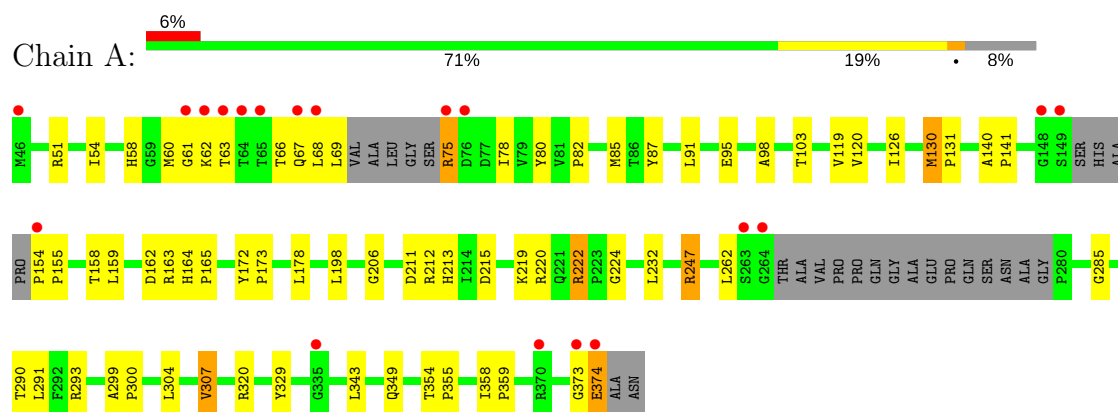 6%
Chain A:
71% 19% • 8%
M46 R51 I54 H58 G59 M60 G61 K62 T63 T64 T65 T66 Q67 L68 L69 VAL ALA LEU GLY SER R75 D76 D77 I78 V79 Y80 V81 P82 M85 T86 Y87 L91 E95 A98 T103 V119 V120 I126 M130 P131 A140 P141 G148 S149 SER HIS ALA
PRO P154 P155 T158 L159 D162 R163 H164 P165 Y172 P173 L178 L198 G206 D211 R212 H213 I214 D215 K219 R220 Q221 R222 P223 G224 L232 R247 L262 S263 G264 THR ALA VAL PRO PRO GLN GLY ALA GLU PRO GLN SER ASN ALA GLY P280 G285
T290 L291 F292 R293 A299 P300 L304 V307 R320 Y329 G335 L343 Q349 T354 P355 I358 P359 R370 G373 E374 ALA ASN